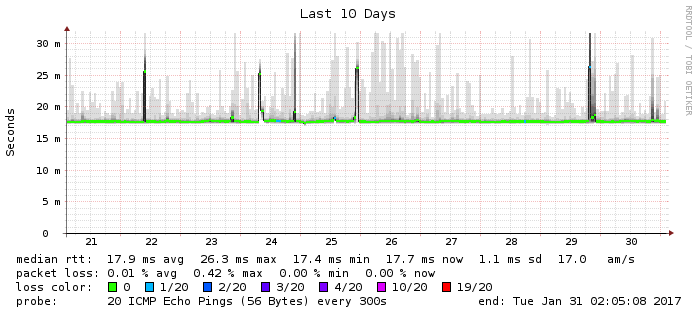 Last 10 Days
RRDTOOL / TOBI OETIKER
Seconds
30 m
25 m
20 m
15 m
10 m
5 m
0
21 22 23 24 25 26 27 28 29 30
median rtt: 17.9 ms avg 26.3 ms max 17.4 ms min 17.7 ms now 1.1 ms sd 17.0 am/s
packet loss: 0.01 % avg 0.42 % max 0.00 % min 0.00 % now
loss color: 0 1/20 2/20 3/20 4/20 10/20 19/20
probe: 20 ICMP Echo Pings (56 Bytes) every 300s end: Tue Jan 31 02:05:08 2017